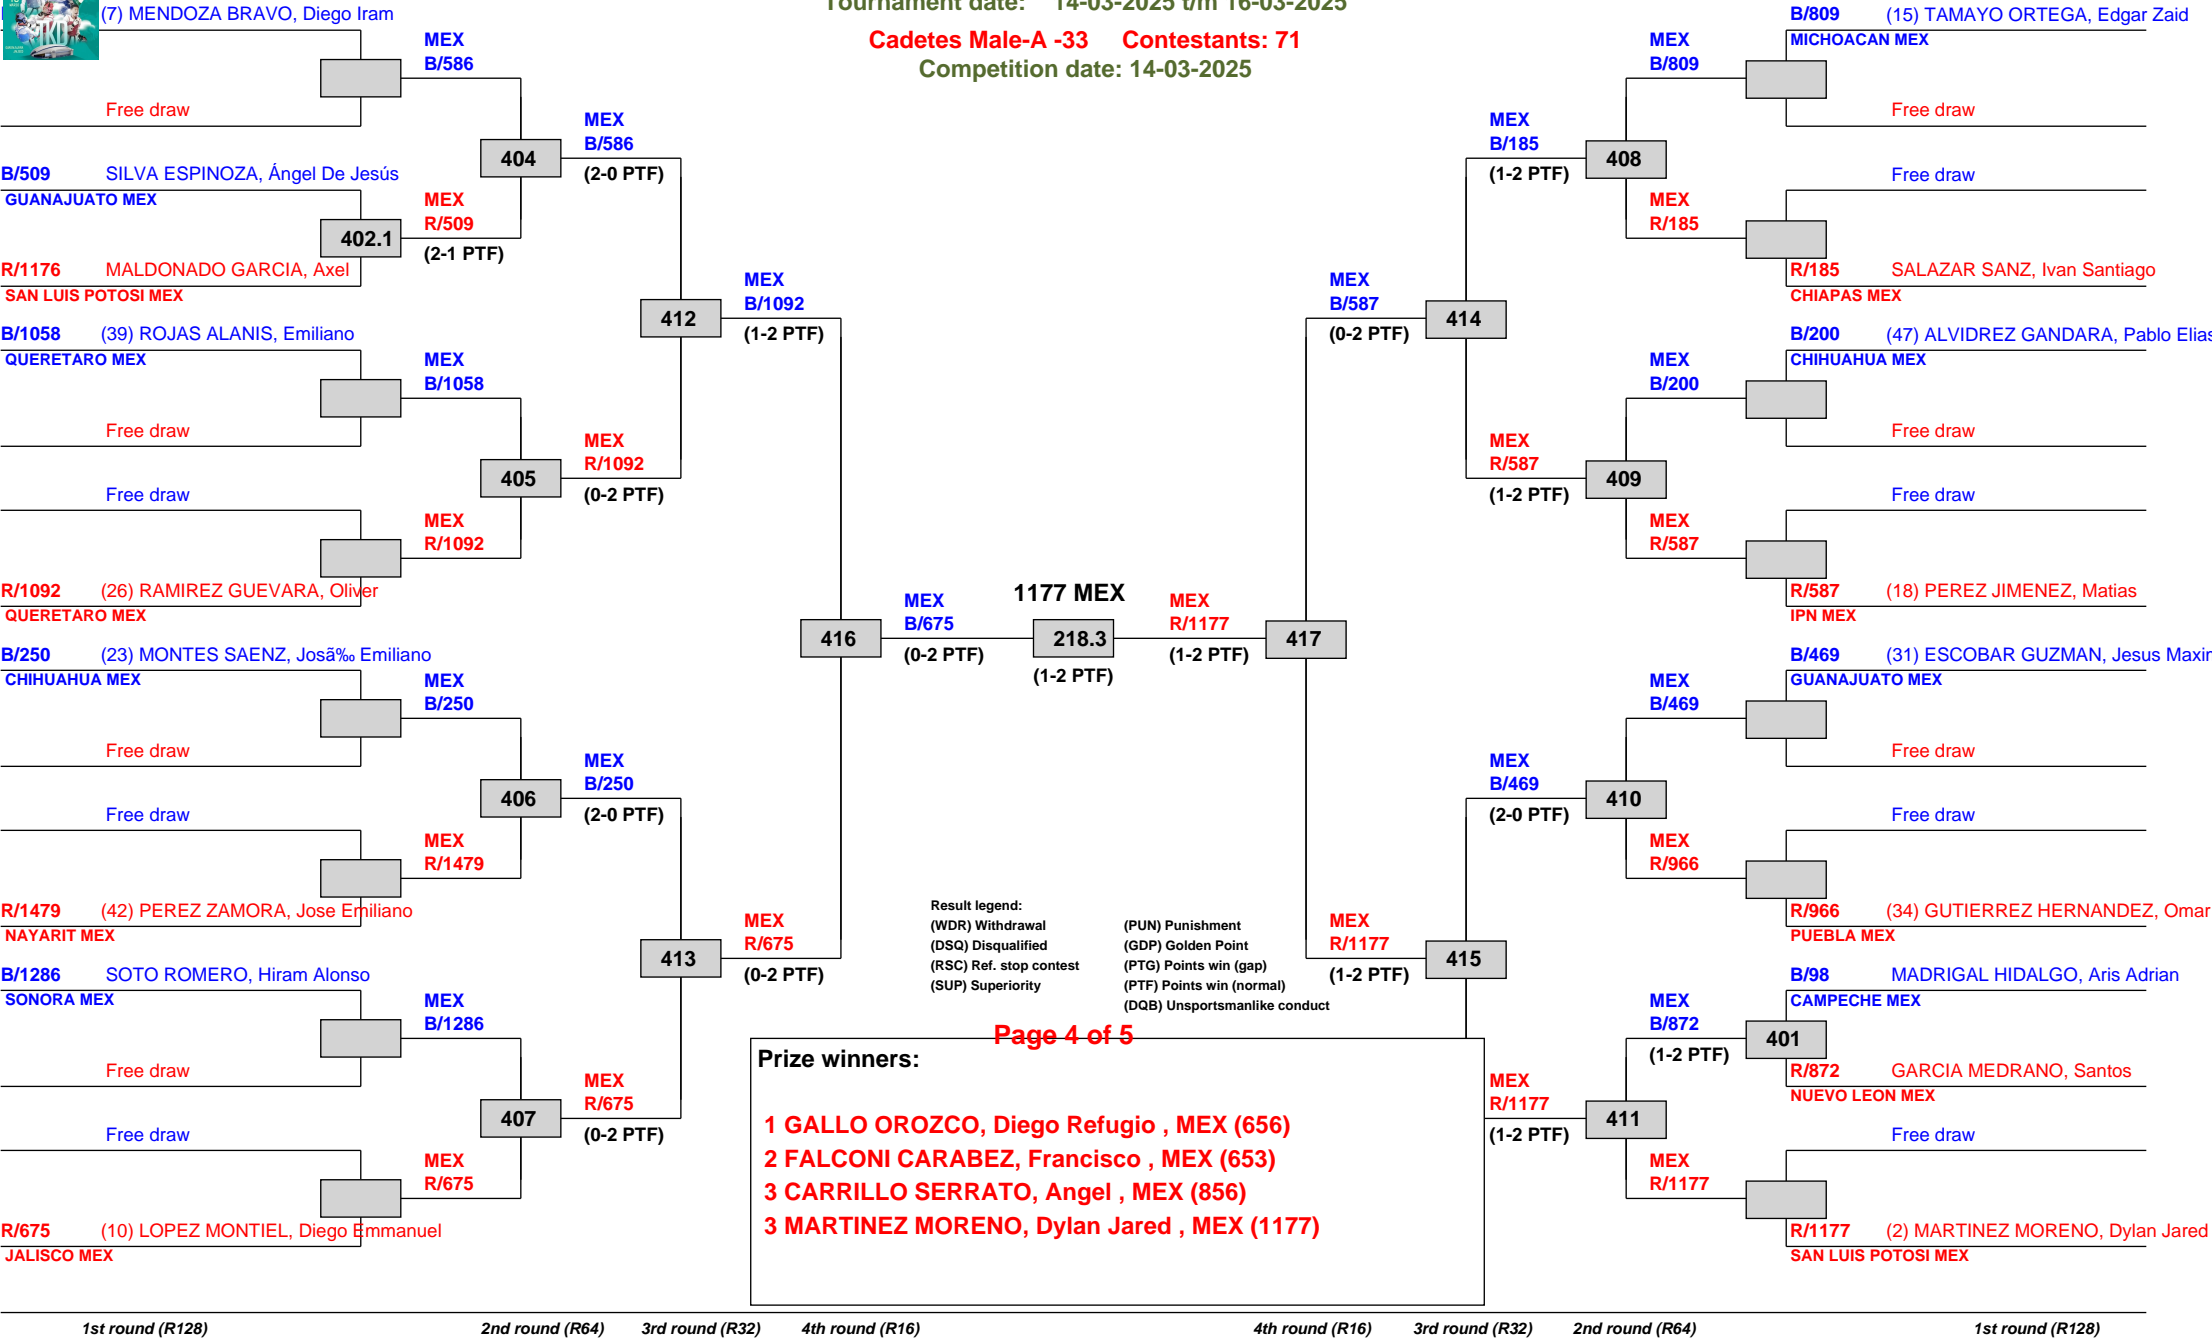 (7) MENDOZA BRAVO, Diego Iram
Free draw
B/509 SILVA ESPINOZA, Ángel De Jesús
GUANAJUATO MEX
R/1176 MALDONADO GARCIA, Axel
SAN LUIS POTOSI MEX
B/1058 (39) ROJAS ALANIS, Emiliano
QUERETARO MEX
Free draw
Free draw
R/1092 (26) RAMIREZ GUEVARA, Oliver
QUERETARO MEX
B/250 (23) MONTES SAENZ, Josã‰ Emiliano
CHIHUAHUA MEX
Free draw
Free draw
R/1479 (42) PEREZ ZAMORA, Jose Emiliano
NAYARIT MEX
B/1286 SOTO ROMERO, Hiram Alonso
SONORA MEX
Free draw
Free draw
R/675 (10) LOPEZ MONTIEL, Diego Emmanuel
JALISCO MEX
402.1
MEX
B/586
MEX
R/509
(2-1 PTF)
MEX
B/1058
MEX
R/1092
MEX
B/250
MEX
R/1479
MEX
B/1286
MEX
R/675
404
405
406
407
MEX
B/586
(2-0 PTF)
MEX
R/1092
(0-2 PTF)
MEX
B/250
(2-0 PTF)
MEX
R/675
(0-2 PTF)
412
413
MEX
B/1092
(1-2 PTF)
MEX
R/675
(0-2 PTF)
416
MEX
B/675
(0-2 PTF)
Tournament date: 14-03-2025 t/m 16-03-2025
Cadetes Male-A -33 Contestants: 71
Competition date: 14-03-2025
1177 MEX
218.3
(1-2 PTF)
MEX
R/1177
(1-2 PTF)
417
MEX
B/587
(0-2 PTF)
MEX
R/1177
(1-2 PTF)
414
415
MEX
B/185
(1-2 PTF)
MEX
R/587
(1-2 PTF)
MEX
B/469
(2-0 PTF)
MEX
R/1177
(1-2 PTF)
408
409
410
411
MEX
B/809
MEX
R/185
MEX
B/200
MEX
R/587
MEX
B/469
MEX
R/966
MEX
B/872
(1-2 PTF)
MEX
R/1177
401
B/809 (15) TAMAYO ORTEGA, Edgar Zaid
MICHOACAN MEX
Free draw
Free draw
R/185 SALAZAR SANZ, Ivan Santiago
CHIAPAS MEX
B/200 (47) ALVIDREZ GANDARA, Pablo Elias
CHIHUAHUA MEX
Free draw
Free draw
R/587 (18) PEREZ JIMENEZ, Matias
IPN MEX
B/469 (31) ESCOBAR GUZMAN, Jesus
GUANAJUATO MEX
Free draw
Free draw
R/966 (34) GUTIERREZ HERNANDEZ, Omar
PUEBLA MEX
B/98 MADRIGAL HIDALGO, Aris Adrian
CAMPECHE MEX
R/872 GARCIA MEDRANO, Santos
NUEVO LEON MEX
Free draw
R/1177 (2) MARTINEZ MORENO, Dylan Jared
SAN LUIS POTOSI MEX
Result legend:
(WDR) Withdrawal (PUN) Punishment
(DSQ) Disqualified (GDP) Golden Point
(RSC) Ref. stop contest (PTG) Points win (gap)
(SUP) Superiority (PTF) Points win (normal)
(DQB) Unsportsmanlike conduct
Page 4 of 5
Prize winners:
1 GALLO OROZCO, Diego Refugio , MEX (656)
2 FALCONI CARABEZ, Francisco , MEX (653)
3 CARRILLO SERRATO, Angel , MEX (856)
3 MARTINEZ MORENO, Dylan Jared , MEX (1177)
1st round (R128) 2nd round (R64) 3rd round (R32) 4th round (R16) 4th round (R16) 3rd round (R32) 2nd round (R64) 1st round (R128)